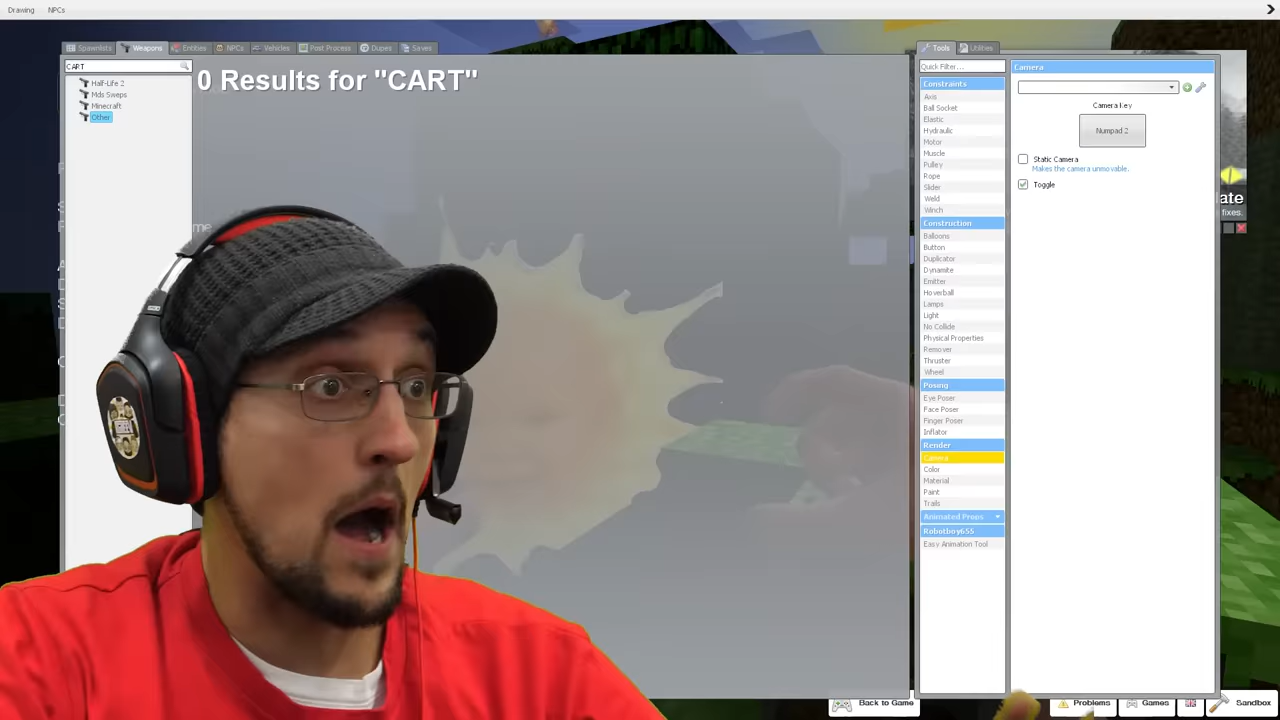 Drawing NPCs
Spawnlists Weapons Entities NPCs Vehicles Post Process Dupes Saves
CART
Half-Life 2
Mds Sweps
Minecraft
Other
0 Results for "CART"
me
Tools Utilities
Quick Filter...
Constraints
Axis
Ball Socket
Elastic
Hydraulic
Motor
Muscle
Pulley
Rope
Slider
Weld
Winch
Construction
Balloons
Button
Duplicator
Dynamite
Emitter
Hoverball
Lamps
Light
No Collide
Physical Properties
Remover
Thruster
Wheel
Posing
Eye Poser
Face Poser
Finger Poser
Inflator
Render
Camera
Color
Material
Paint
Trails
Animated Props
Robotboy655
Easy Animation Tool
Camera
Camera Key
Numpad 2
Static Camera
Makes the camera unmovable.
Toggle
ate
fixes.
Back to Game Problems Games Sandbox